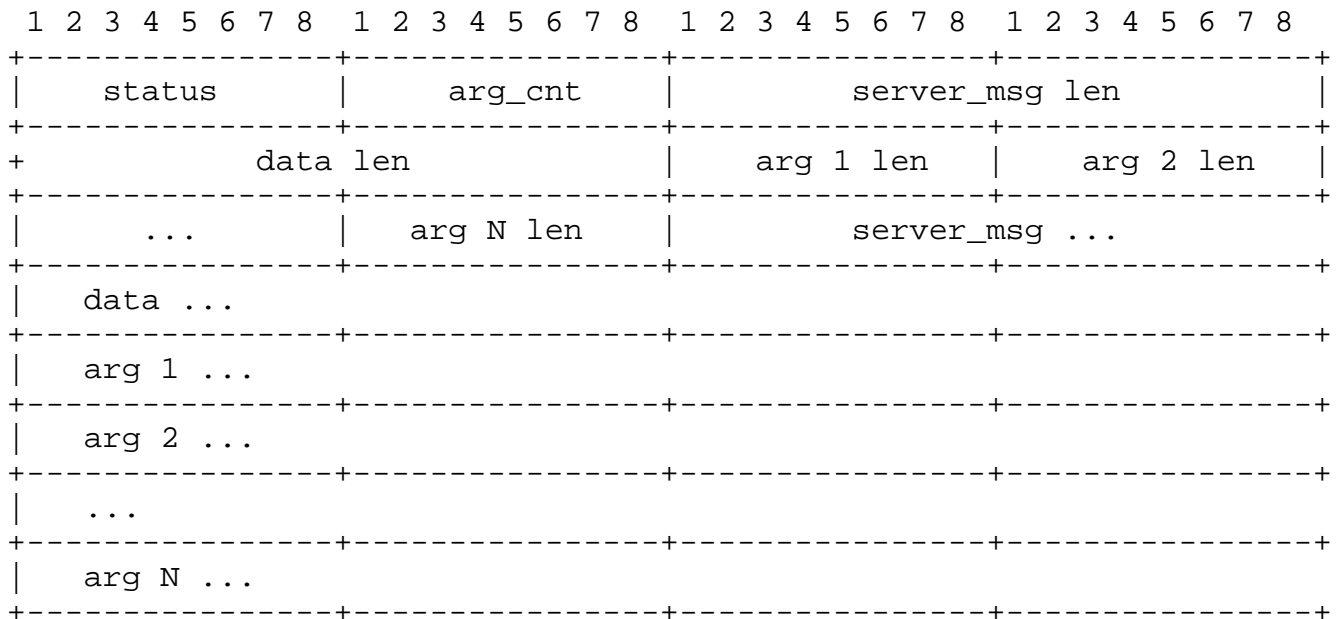 1 2 3 4 5 6 7 8  1 2 3 4 5 6 7 8  1 2 3 4 5 6 7 8  1 2 3 4 5 6 7 8
+----------------+----------------+----------------+----------------+
|     status     |    arg_cnt     |         server_msg len          |
+----------------+----------------+----------------+----------------+
+            data len             |   arg 1 len    |   arg 2 len    |
+----------------+----------------+----------------+----------------+
|      ...       |   arg N len    |         server_msg ...
+----------------+----------------+----------------+----------------+
|   data ...
+----------------+----------------+----------------+----------------+
|   arg 1 ...
+----------------+----------------+----------------+----------------+
|   arg 2 ...
+----------------+----------------+----------------+----------------+
|   ...
+----------------+----------------+----------------+----------------+
|   arg N ...
+----------------+----------------+----------------+----------------+